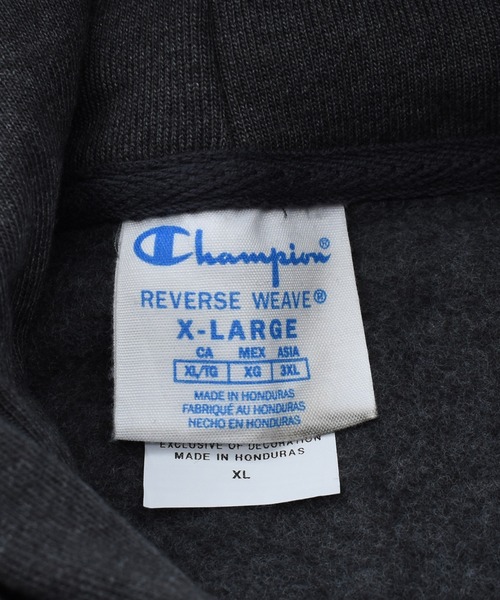 Champion®
REVERSE WEAVE®
X-LARGE
CA MEX ASIA
XL/TG XG 3XL
MADE IN HONDURAS
FABRIQUÉ AU HONDURAS
HECHO EN HONDURAS
EXCLUSIVE OF DECORATION
MADE IN HONDURAS
XL